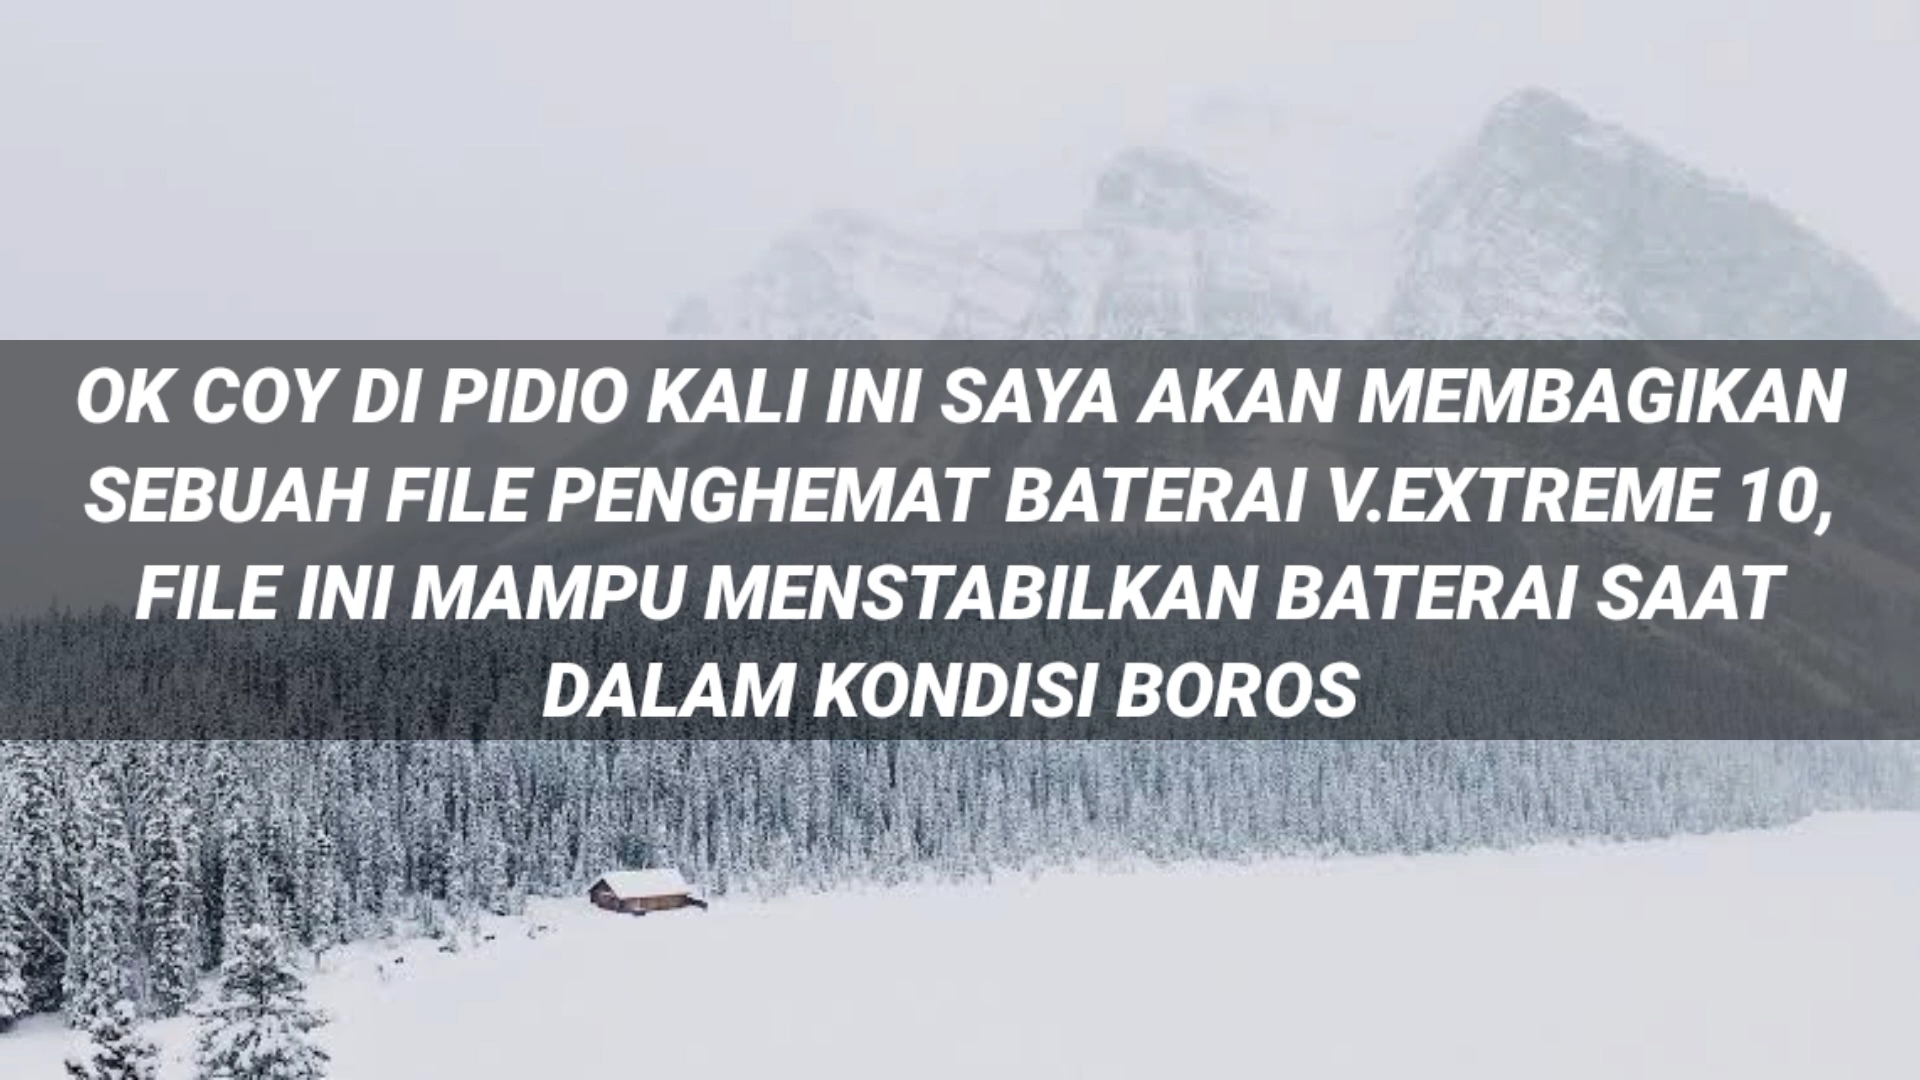 OK COY DI PIDIO KALI INI SAYA AKAN MEMBAGIKAN
SEBUAH FILE PENGHEMAT BATERAI V.EXTREME 10,
FILE INI MAMPU MENSTABILKAN BATERAI SAAT
DALAM KONDISI BOROS